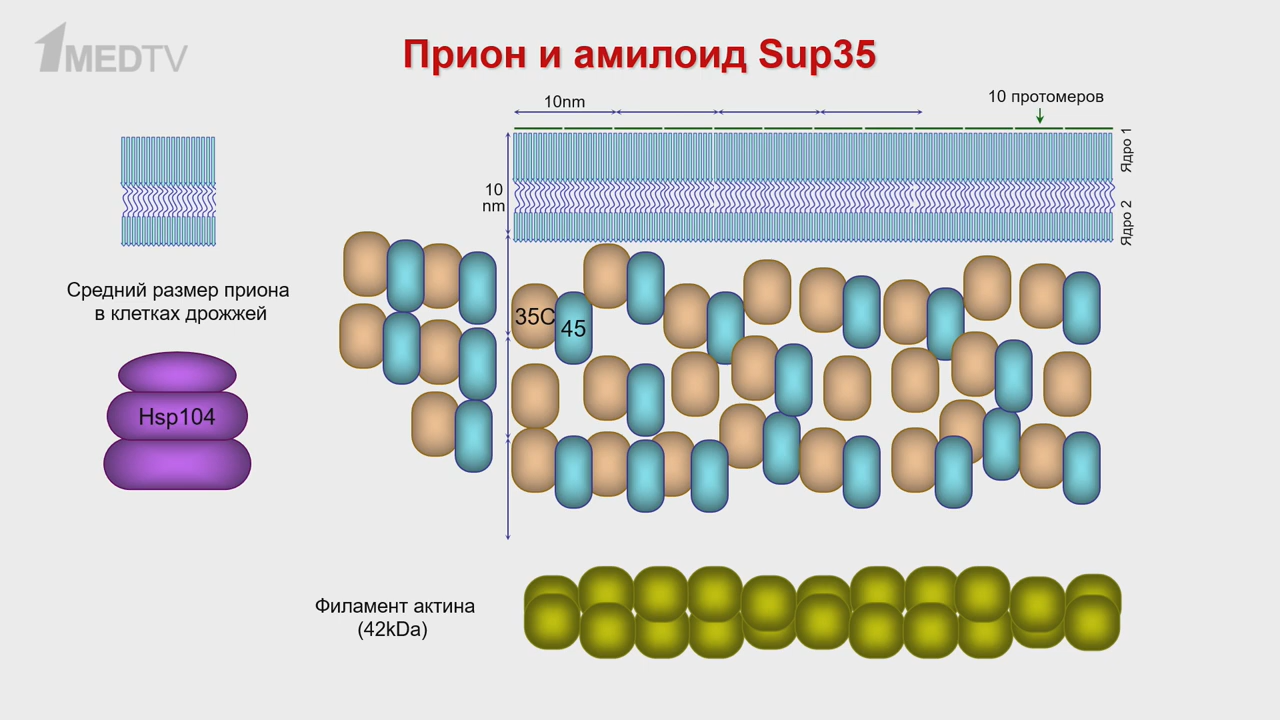 1MEDTV
Прион и амилоид Sup35
10nm
10 протомеров
Ядро 1
10
nm
Ядро 2
Средний размер приона
в клетках дрожжей
35C
45
Hsp104
Филамент актина
(42kDa)